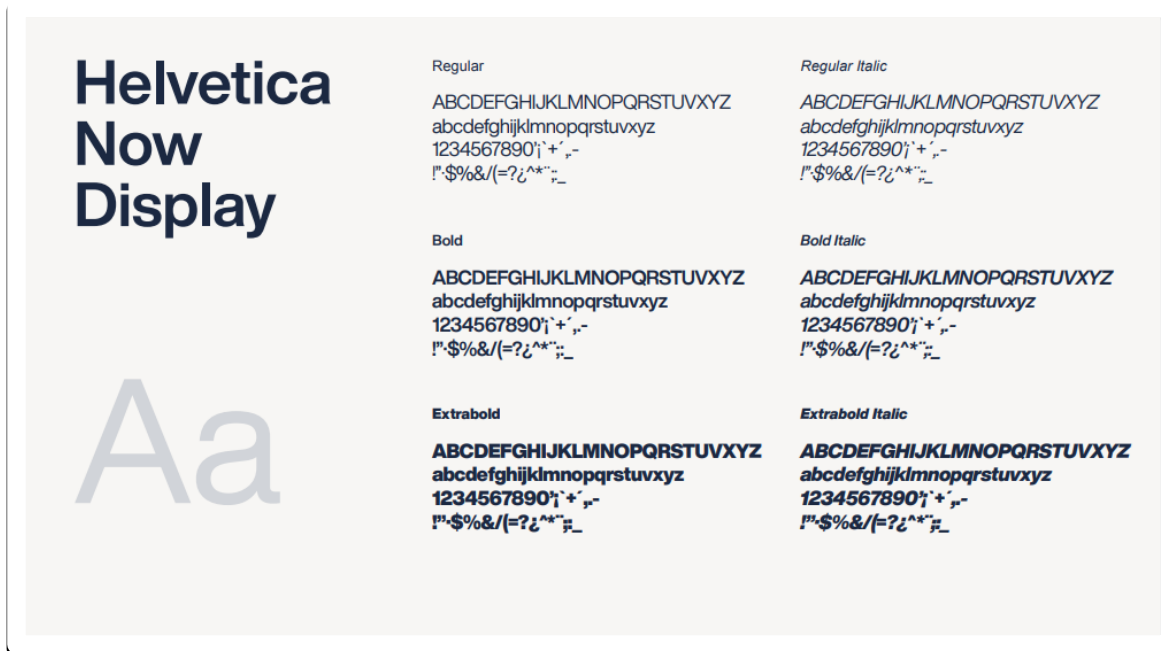 Helvetica
Now
Display
Aa
Regular
ABCDEFGHIJKLMNOPQRSTUVXYZ
abcdefghijklmnopqrstuvxyz
1234567890'¡`+´,.-
!"·$%&/(=?¿^*¨;:_
Regular Italic
ABCDEFGHIJKLMNOPQRSTUVXYZ
abcdefghijklmnopqrstuvxyz
1234567890'¡`+´,.-
!"·$%&/(=?¿^*¨;:_
Bold
ABCDEFGHIJKLMNOPQRSTUVXYZ
abcdefghijklmnopqrstuvxyz
1234567890'¡`+´,.-
!"·$%&/(=?¿^*¨;:_
Bold Italic
ABCDEFGHIJKLMNOPQRSTUVXYZ
abcdefghijklmnopqrstuvxyz
1234567890'¡`+´,.-
!"·$%&/(=?¿^*¨;:_
Extrabold
ABCDEFGHIJKLMNOPQRSTUVXYZ
abcdefghijklmnopqrstuvxyz
1234567890'¡`+´,.-
!"·$%&/(=?¿^*¨;:_
Extrabold Italic
ABCDEFGHIJKLMNOPQRSTUVXYZ
abcdefghijklmnopqrstuvxyz
1234567890'¡`+´,.-
!"·$%&/(=?¿^*¨;:_